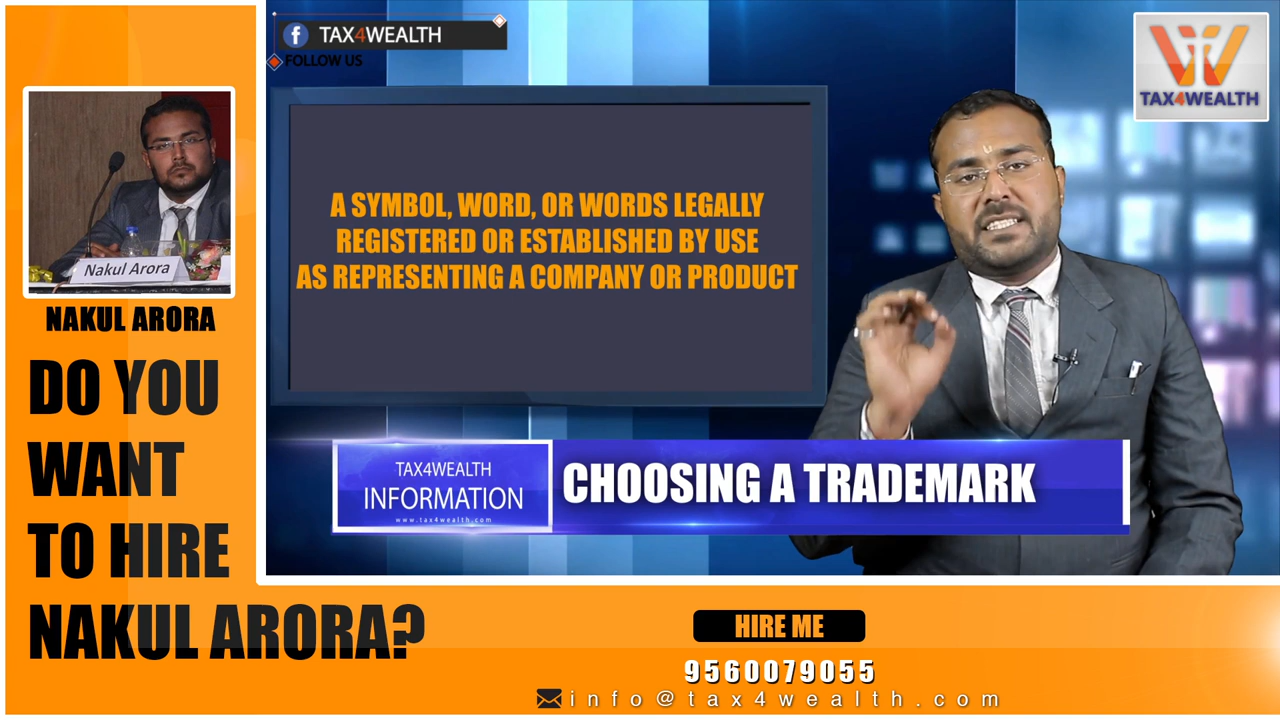 TAX4WEALTH
FOLLOW US
TAX4WEALTH
A SYMBOL, WORD, OR WORDS LEGALLY
REGISTERED OR ESTABLISHED BY USE
AS REPRESENTING A COMPANY OR PRODUCT
Nakul Arora
NAKUL ARORA
DO YOU
WANT
TO HIRE
NAKUL ARORA?
TAX4WEALTH
INFORMATION
www.tax4wealth.com
CHOOSING A TRADEMARK
HIRE ME
9560079055
info@tax4wealth.com